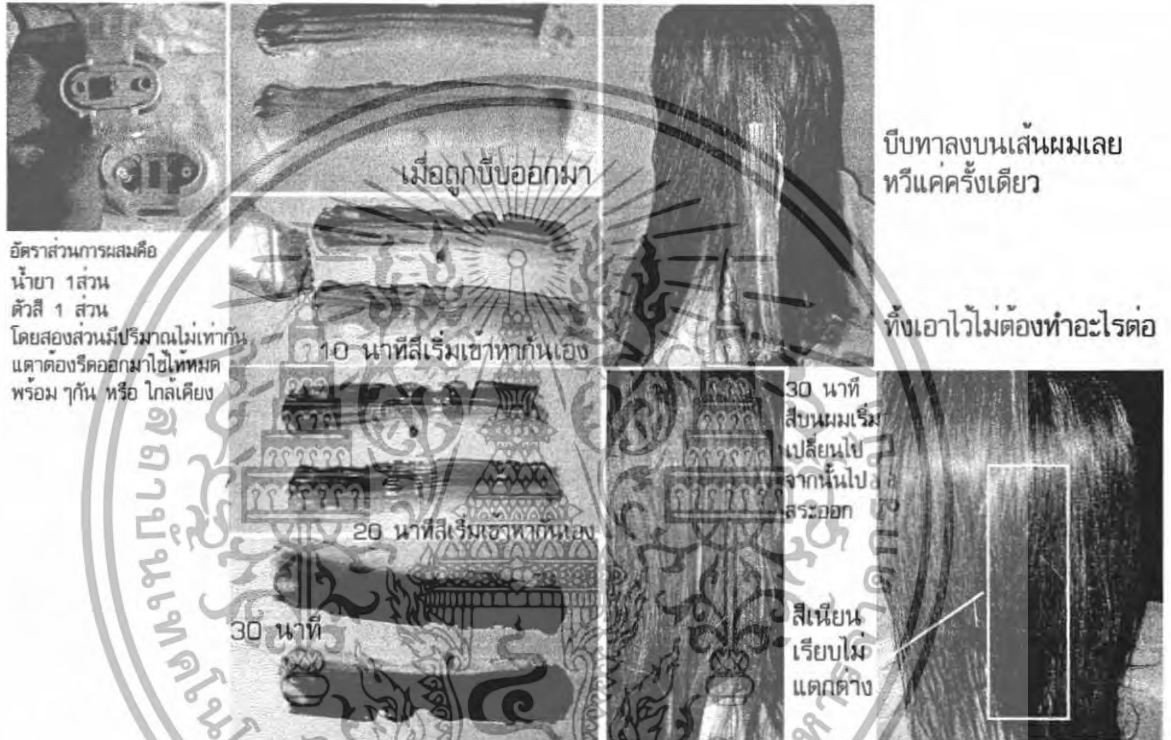 อัตราส่วนการผสมคือ
น้ำยา 1ส่วน
ตัวสี 1 ส่วน
โดยสองส่วนมีปริมาณไม่เท่ากัน
แตาต้องรีดออกมาใช้ให้หมด
พร้อม ๆกัน หรือ ใกล้เคียง
เมื่อถูกบีบออกมา
10 นาทีสีเริ่มเข้าหากันเอง
20 นาทีสีเริ่มเข้าหากันเอง
30 นาที
บีบทาลงบนเส้นผมเลย
หวีแค่ครั้งเดียว
ทิ้งเอาไว้ไม่ต้องทำอะไรต่อ
30 นาที
สีบนผมเริ่ม
เปลี่ยนไป
จากนั้นไป
สระออก
สีเนียน
เรียบไม่
แตกต่าง